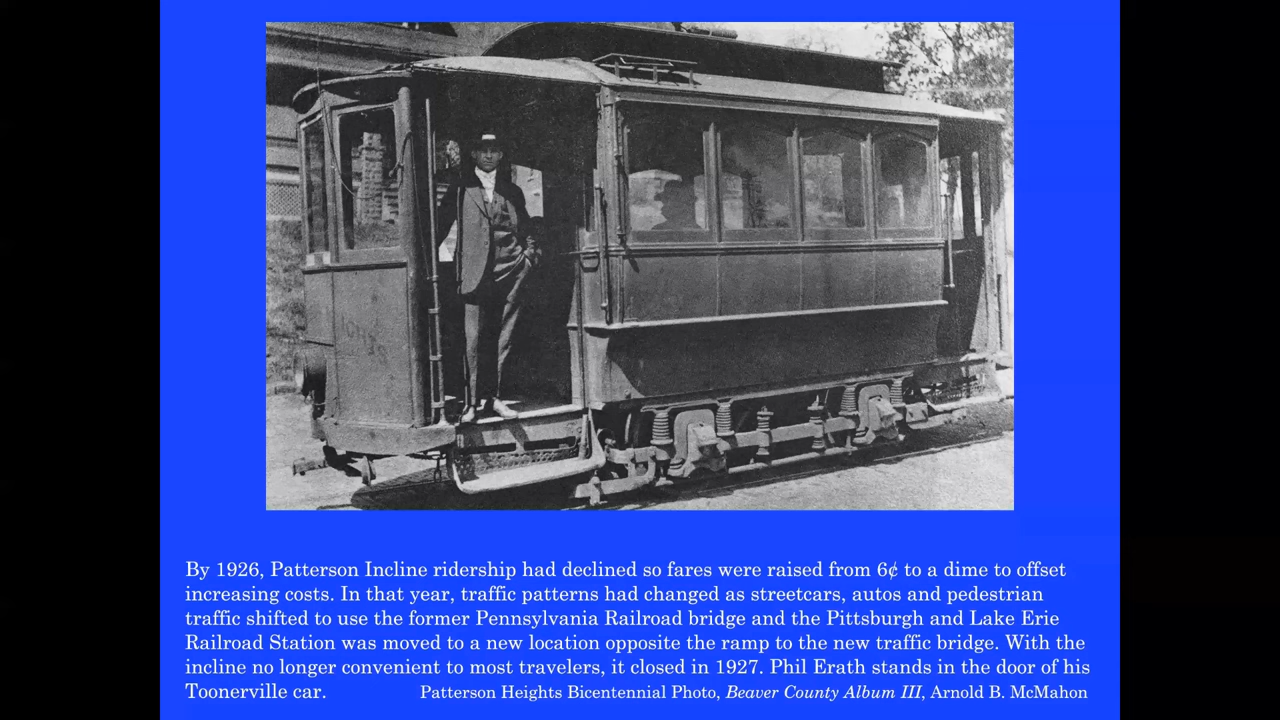 By 1926, Patterson Incline ridership had declined so fares were raised from 6¢ to a dime to offset
increasing costs. In that year, traffic patterns had changed as streetcars, autos and pedestrian
traffic shifted to use the former Pennsylvania Railroad bridge and the Pittsburgh and Lake Erie
Railroad Station was moved to a new location opposite the ramp to the new traffic bridge. With the
incline no longer convenient to most travelers, it closed in 1927. Phil Erath stands in the door of his
Toonerville car. Patterson Heights Bicentennial Photo, Beaver County Album III, Arnold B. McMahon